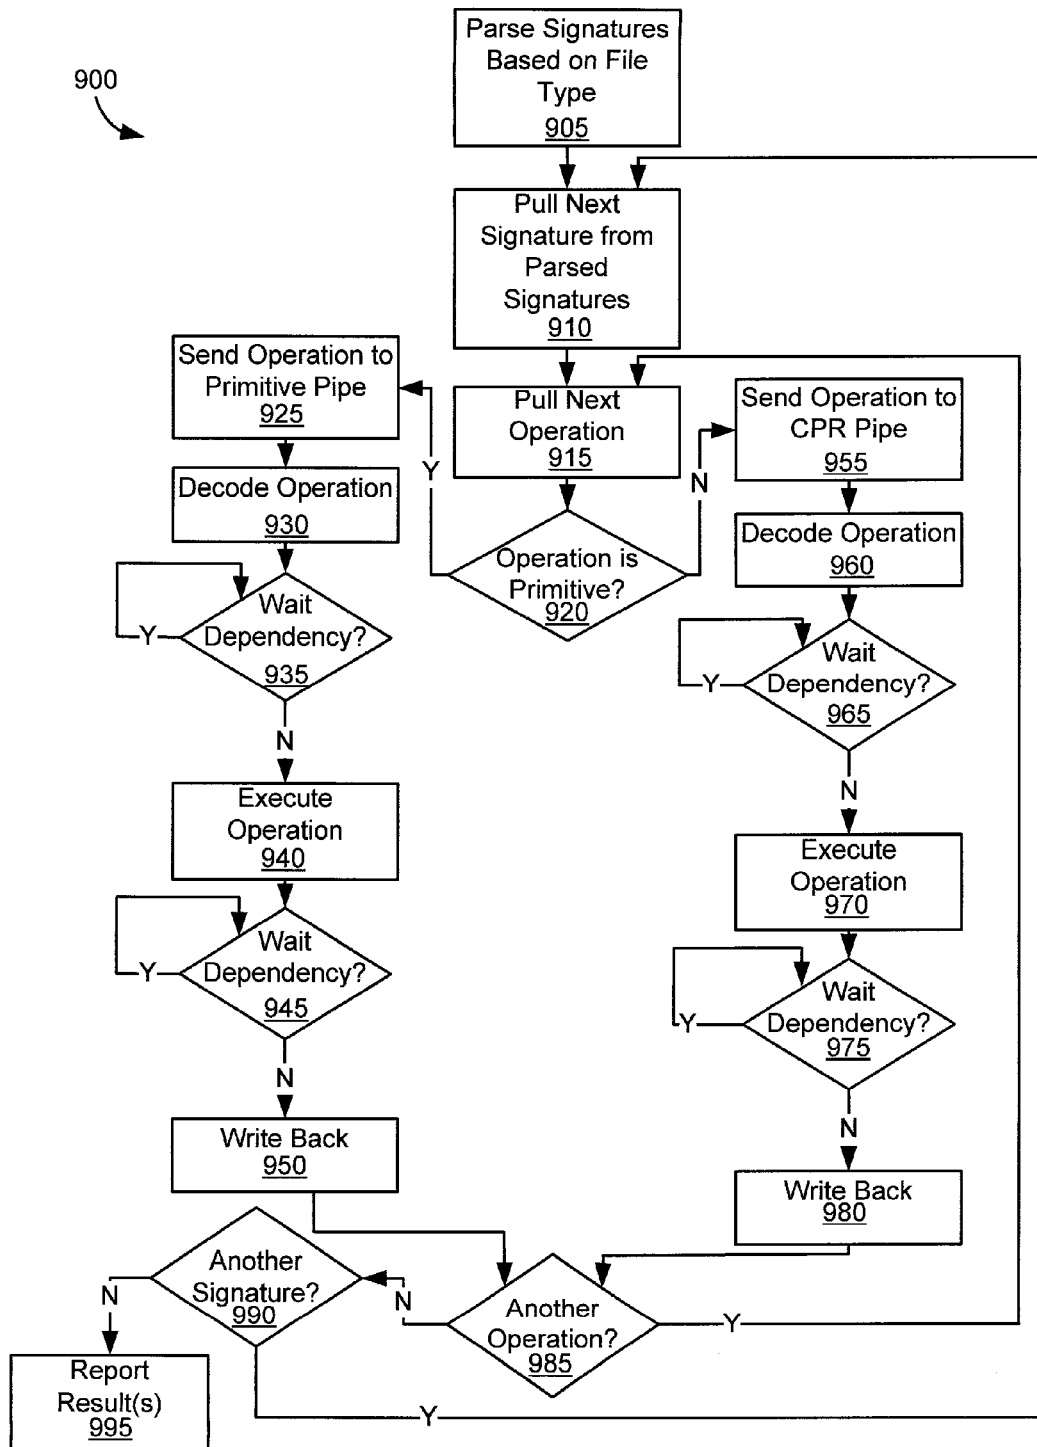 Parse Signatures
Based on File
Type
905
900
Pull Next
Signature from
Parsed
Signatures
910
Send Operation to
Primitive Pipe
925
Pull Next
Operation
915
Send Operation to
CPR Pipe
955
Y
N
Decode Operation
930
Operation is
Primitive?
920
Decode Operation
960
Wait
Dependency?
935
Y
N
Wait
Dependency?
965
Y
N
Execute
Operation
940
Execute
Operation
970
Wait
Dependency?
945
Y
N
Wait
Dependency?
975
Y
N
Write Back
950
Write Back
980
Another
Signature?
990
N
Another
Operation?
985
N
Y
Report
Result(s)
995
Y